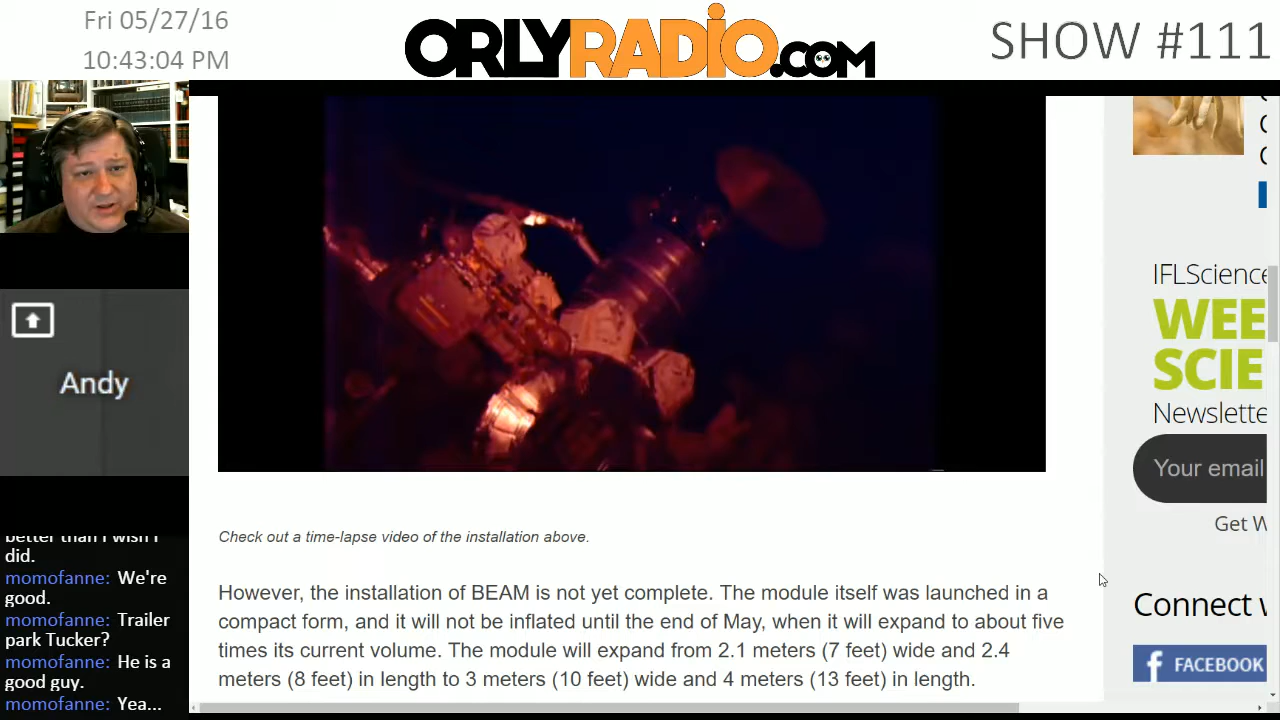 Fri 05/27/16
10:43:04 PM
ORLYRADIO.COM
SHOW #111
Andy
better than I wish I
did.
momofanne: We're
good.
momofanne: Trailer
park Tucker?
momofanne: He is a
good guy.
momofanne: Yea...
Check out a time-lapse video of the installation above.
However, the installation of BEAM is not yet complete. The module itself was launched in a
compact form, and it will not be inflated until the end of May, when it will expand to about five
times its current volume. The module will expand from 2.1 meters (7 feet) wide and 2.4
meters (8 feet) in length to 3 meters (10 feet) wide and 4 meters (13 feet) in length.
IFLScience
WEE
SCIE
Newslette
Your email
Get W
Connect w
f FACEBOOK